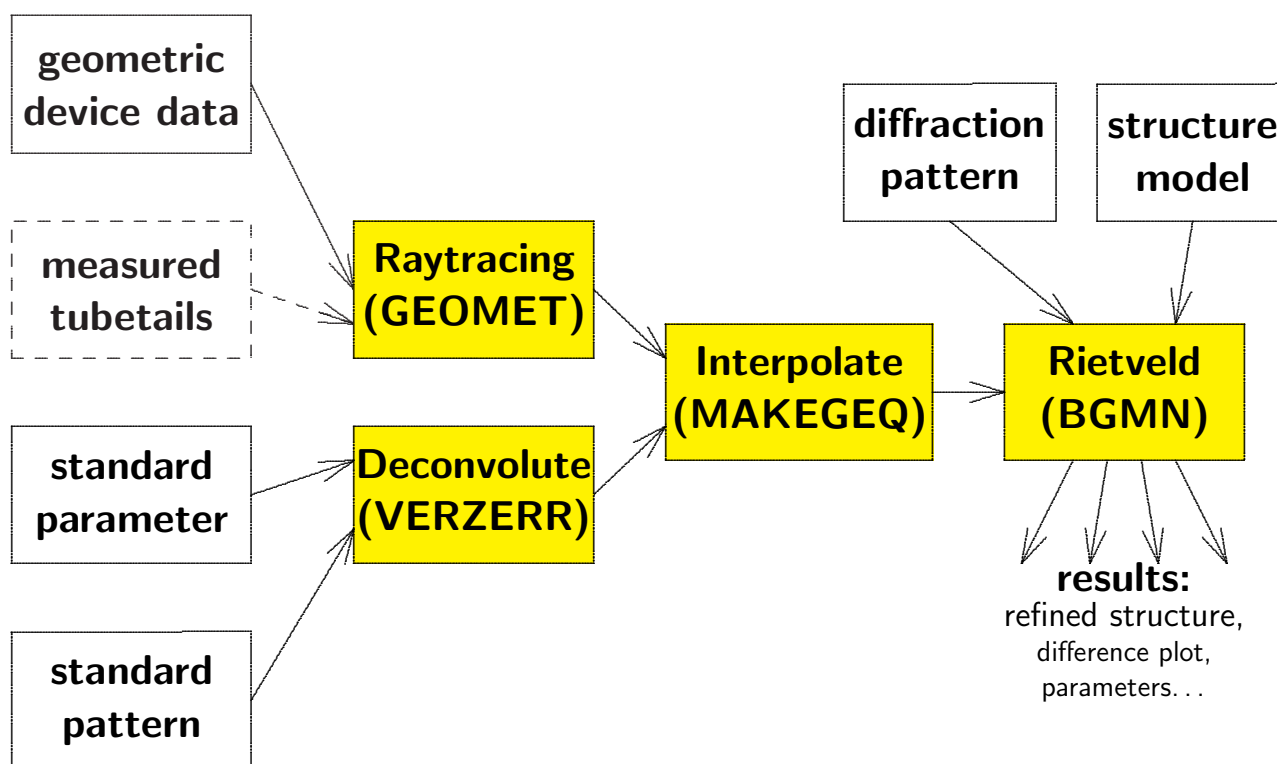 geometric
device data
measured
tubetails
standard
parameter
standard
pattern
Raytracing
(GEOMET)
Deconvolute
(VERZERR)
Interpolate
(MAKEGEQ)
diffraction
pattern
structure
model
Rietveld
(BGMN)
results:
refined structure,
difference plot,
parameters. . .